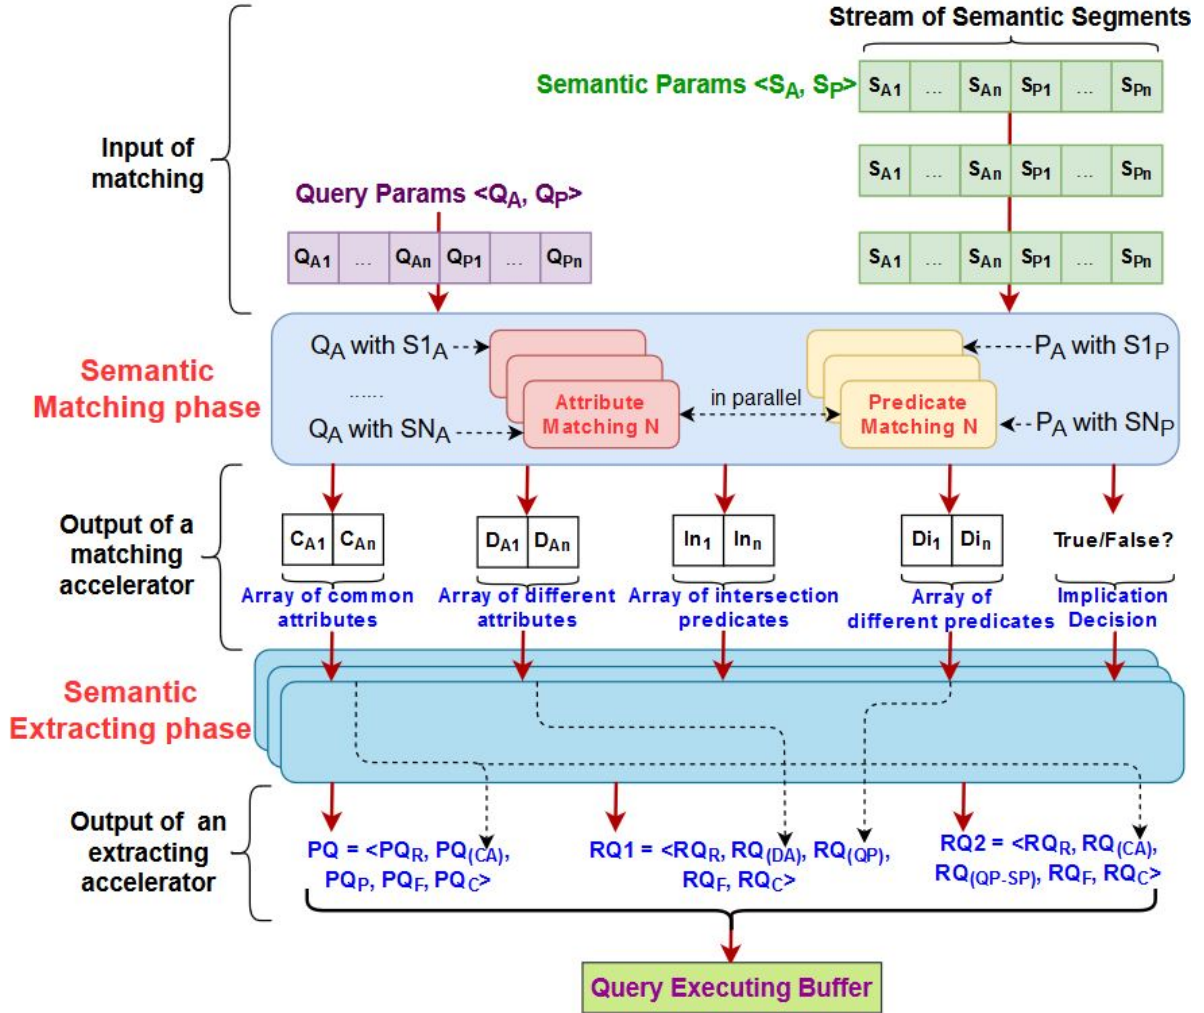 Stream of Semantic Segments
Semantic Params <SA, SP>
SA1 ... SAn SP1 ... SPn
Input of
matching
SA1 ... SAn SP1 ... SPn
Query Params <QA, QP>
QA1 ... QAn QP1 ... QPn
SA1 ... SAn SP1 ... SPn
Semantic
Matching phase
QA with S1A
......
QA with SNA
Attribute
Matching N
in parallel
Predicate
Matching N
PA with S1P
PA with SNP
Output of a
matching
accelerator
CA1 CAn
DA1 DAn
In1 Inn
Di1 Din
True/False?
Array of common
attributes
Array of different
attributes
Array of intersection
predicates
Array of
different predicates
Implication
Decision
Semantic
Extracting phase
Output of an
extracting
accelerator
PQ = <PQR, PQ(CA),
PQP, PQF, PQC>
RQ1 = <RQR, RQ(DA), RQ(QP),
RQF, RQC>
RQ2 = <RQR, RQ(CA),
RQ(QP-SP), RQF, RQC>
Query Executing Buffer